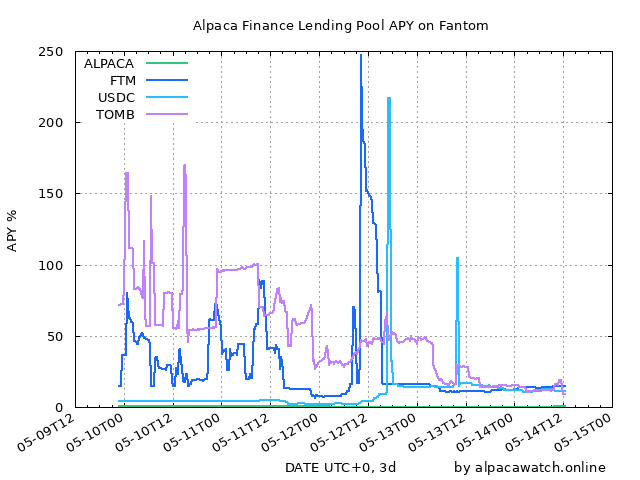 Alpaca Finance Lending Pool APY on Fantom
250
200
150
100
50
0
APY %
ALPACA
FTM
USDC
TOMB
05-09T12
05-10T00
05-10T12
05-11T00
05-11T12
05-12T00
05-12T12
05-13T00
05-13T12
05-14T00
05-14T12
05-15T00
DATE UTC+0, 3d
by alpacawatch.online